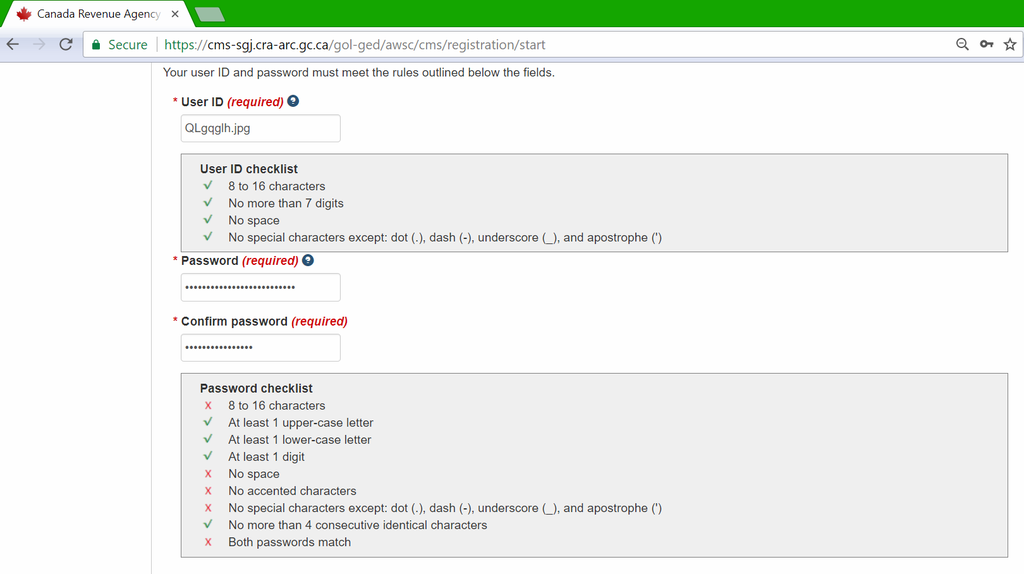 Canada Revenue Agency
Secure https://cms-sgj.cra-arc.gc.ca/gol-ged/awsc/cms/registration/start
Your user ID and password must meet the rules outlined below the fields.
* User ID (required) ?
QLgqglh.jpg
User ID checklist
√ 8 to 16 characters
√ No more than 7 digits
√ No space
√ No special characters except: dot (.), dash (-), underscore (_), and apostrophe (')
* Password (required) ?
••••••••••••••••••••••••••
* Confirm password (required)
••••••••••••••••
Password checklist
x 8 to 16 characters
√ At least 1 upper-case letter
√ At least 1 lower-case letter
√ At least 1 digit
x No space
x No accented characters
x No special characters except: dot (.), dash (-), underscore (_), and apostrophe (')
√ No more than 4 consecutive identical characters
x Both passwords match